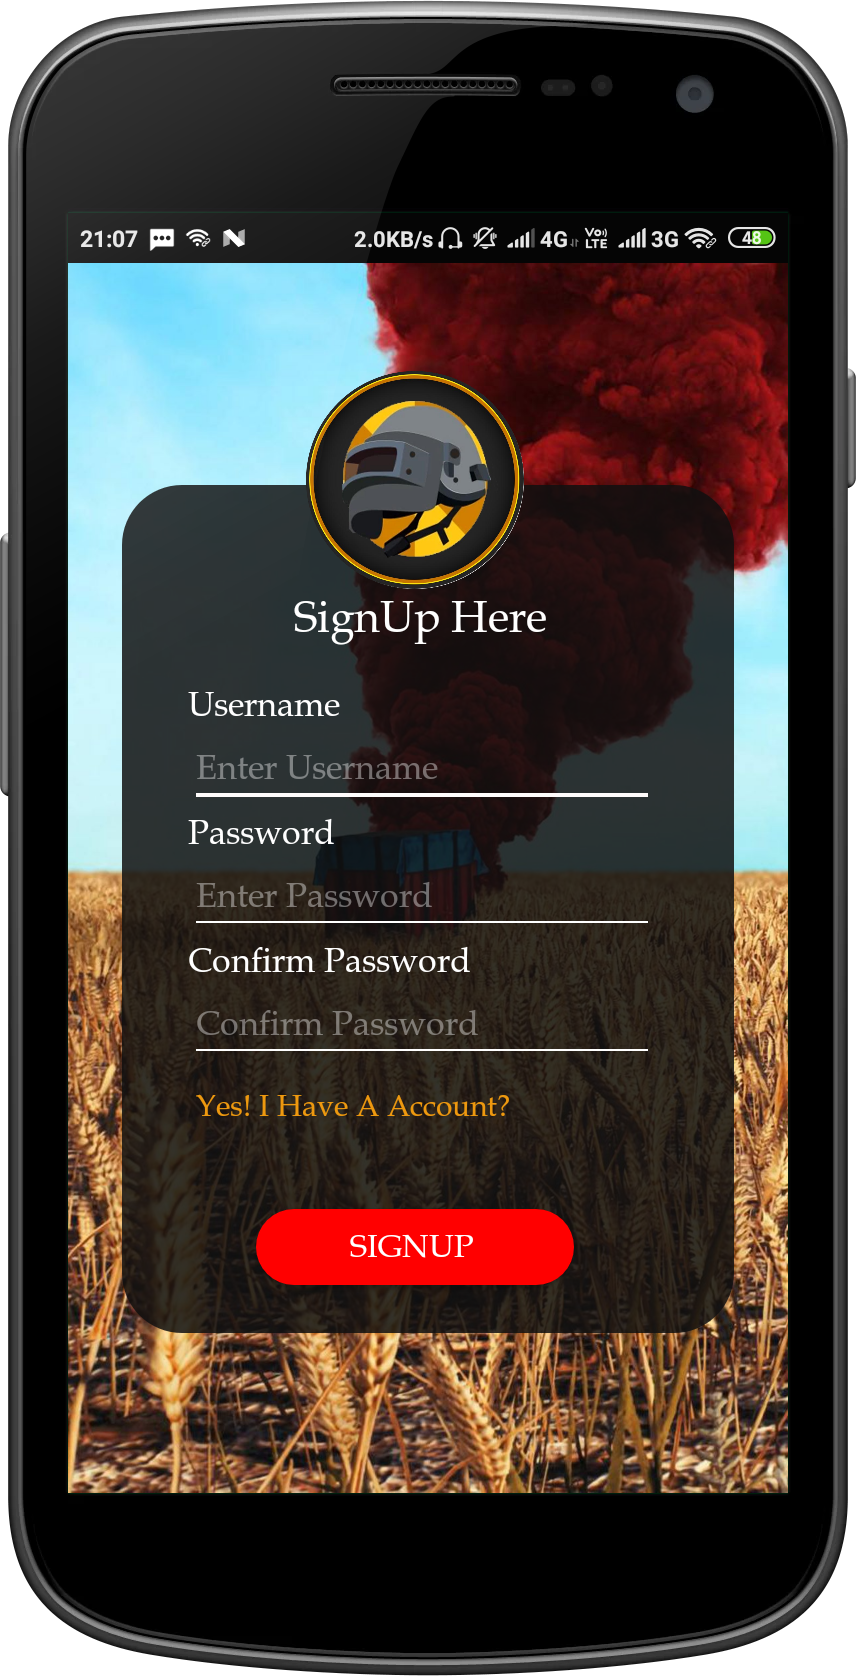 21:07 2.0KB/s 4G Vo) LTE 3G 48
SignUp Here
Username
Enter Username
Password
Enter Password
Confirm Password
Confirm Password
Yes! I Have A Account?
SIGNUP